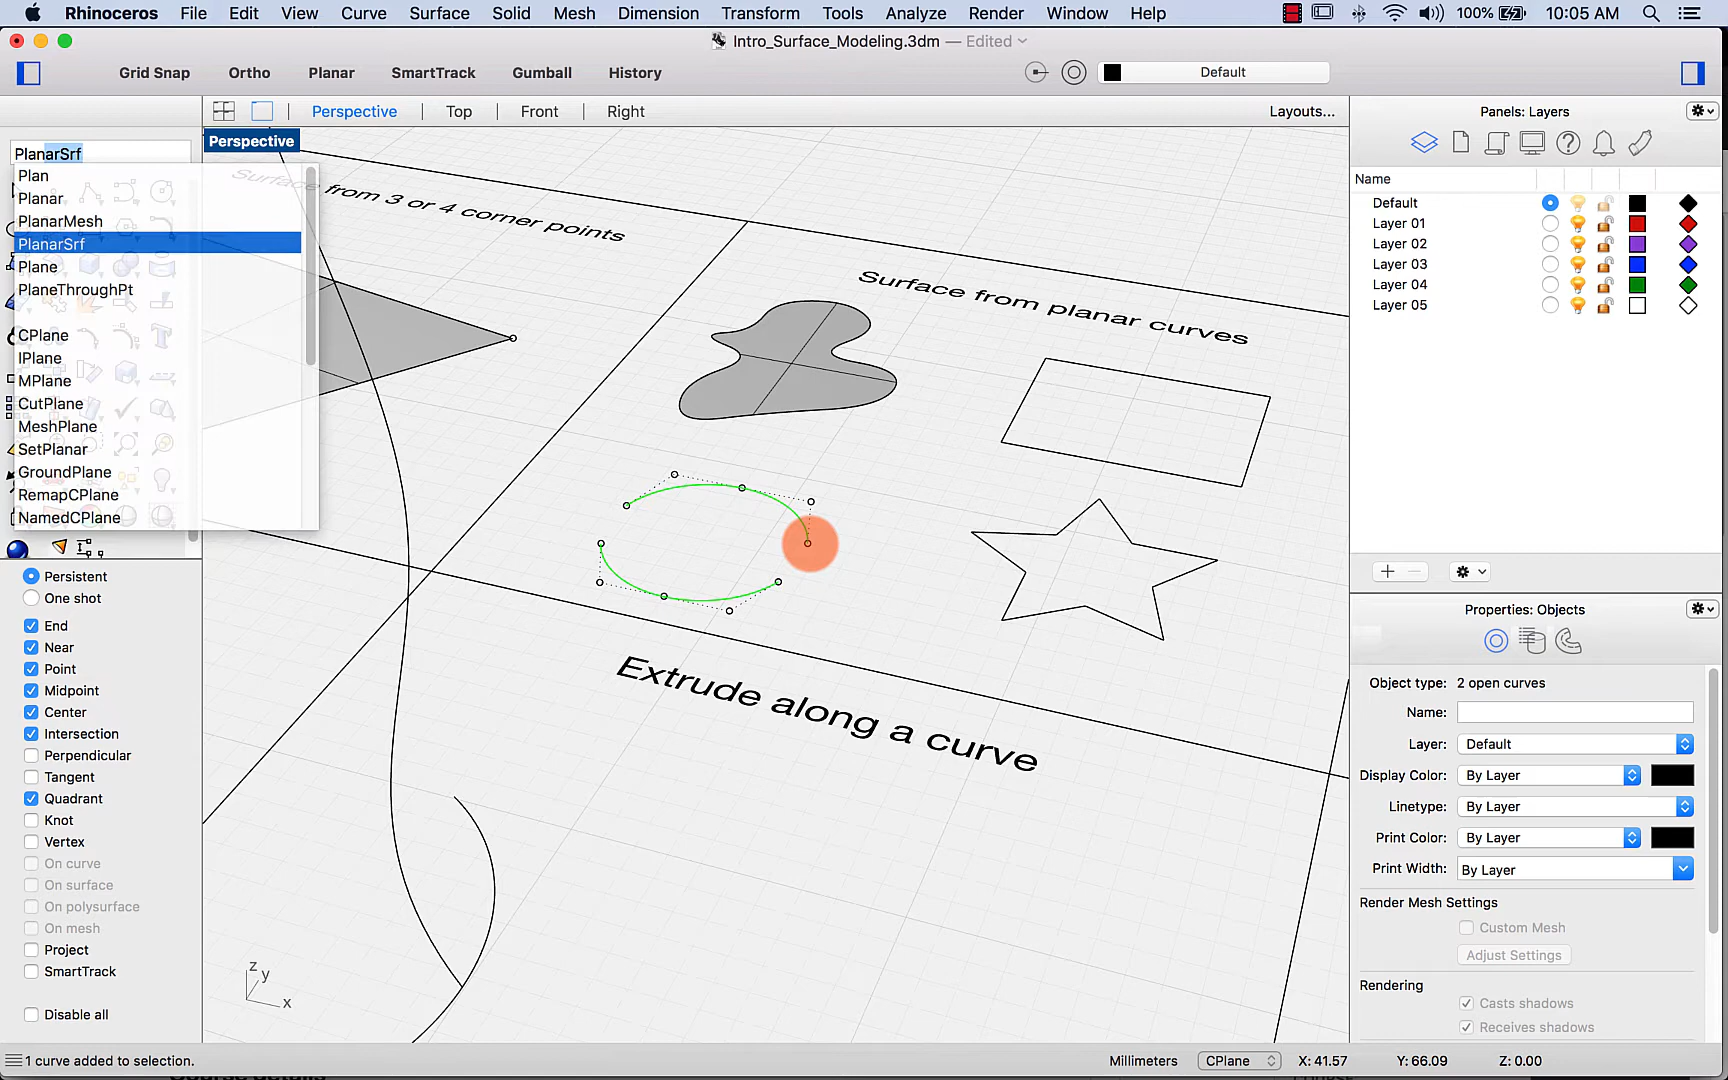 Rhinoceros File Edit View Curve Surface Solid Mesh Dimension Transform Tools Analyze Render Window Help 100% 10:05 AM
Intro_Surface_Modeling.3dm — Edited
Grid Snap Ortho Planar SmartTrack Gumball History Default
Perspective Top Front Right Layouts...
Panels: Layers
PlanarSrf
Perspective
Plan
Planar
PlanarMesh
PlanarSrf
Plane
PlaneThroughPt
CPlane
IPlane
MPlane
CutPlane
MeshPlane
SetPlanar
GroundPlane
RemapCPlane
NamedCPlane
Surface from 3 or 4 corner points
Surface from planar curves
Extrude along a curve
z
y
x
Persistent
One shot
End
Near
Point
Midpoint
Center
Intersection
Perpendicular
Tangent
Quadrant
Knot
Vertex
On curve
On surface
On polysurface
On mesh
Project
SmartTrack
Disable all
Name
Default
Layer 01
Layer 02
Layer 03
Layer 04
Layer 05
Properties: Objects
Object type: 2 open curves
Name:
Layer: Default
Display Color: By Layer
Linetype: By Layer
Print Color: By Layer
Print Width: By Layer
Render Mesh Settings
Custom Mesh
Adjust Settings
Rendering
Casts shadows
Receives shadows
1 curve added to selection.
Millimeters CPlane X: 41.57 Y: 66.09 Z: 0.00